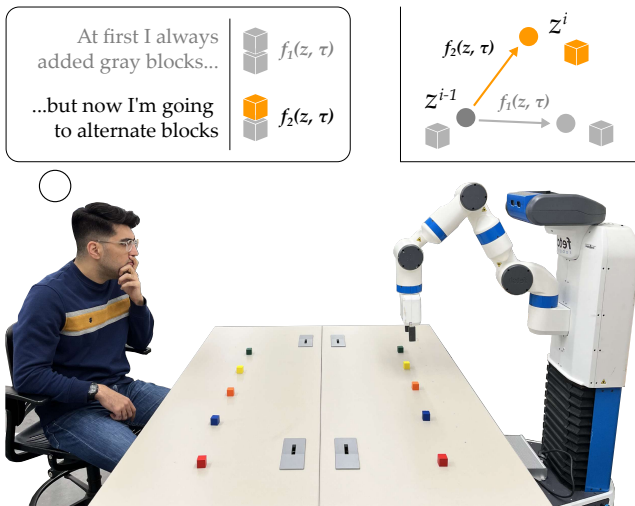 At first I always
added gray blocks...
f₁(z, τ)
...but now I'm going
to alternate blocks
f₂(z, τ)
f₂(z, τ)
zⁱ
zⁱ⁻¹
f₁(z, τ)